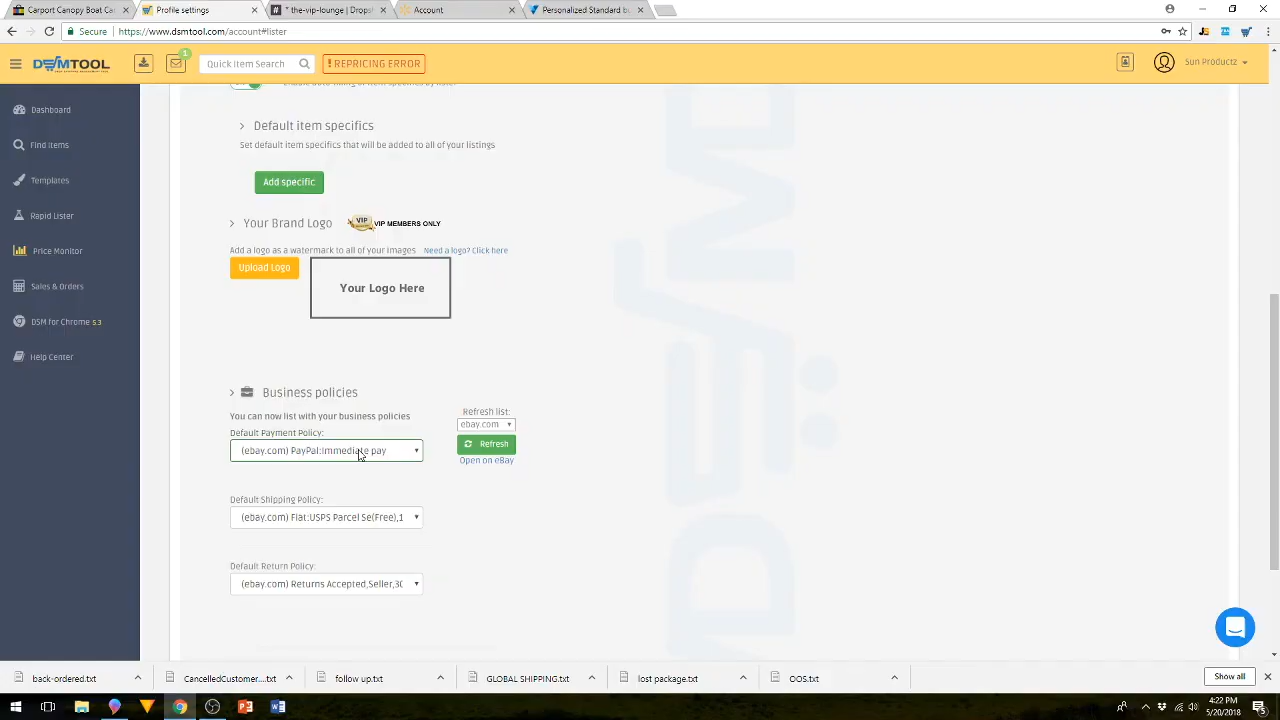 Carport Canopy Boat Ca
Profile settings
* the-vip-lounge | Drops
Account
Personalized Standard bu
Secure
https://www.dsmtool.com/account#lister
DSMTOOL
1
Quick Item Search
! REPRICING ERROR
Sun Productz
Dashboard
Find Items
Templates
Rapid Lister
Price Monitor
Sales & Orders
DSM for Chrome 5.3
Help Center
Default item specifics
Set default item specifics that will be added to all of your listings
Add specific
Your Brand Logo
VIP
VIP MEMBERS ONLY
Add a logo as a watermark to all of your images
Need a logo? Click here
Upload Logo
Your Logo Here
Business policies
You can now list with your business policies
Refresh list:
ebay.com
Default Payment Policy:
(ebay.com) PayPal:Immediate pay
Refresh
Open on eBay
Default Shipping Policy:
(ebay.com) Flat:USPS Parcel Se(Free),1
Default Return Policy:
(ebay.com) Returns Accepted,Seller,30
back-ordered.txt
CancelledCustomer....txt
follow up.txt
GLOBAL SHIPPING.txt
lost package.txt
OOS.txt
Show all
4:22 PM
5/20/2018